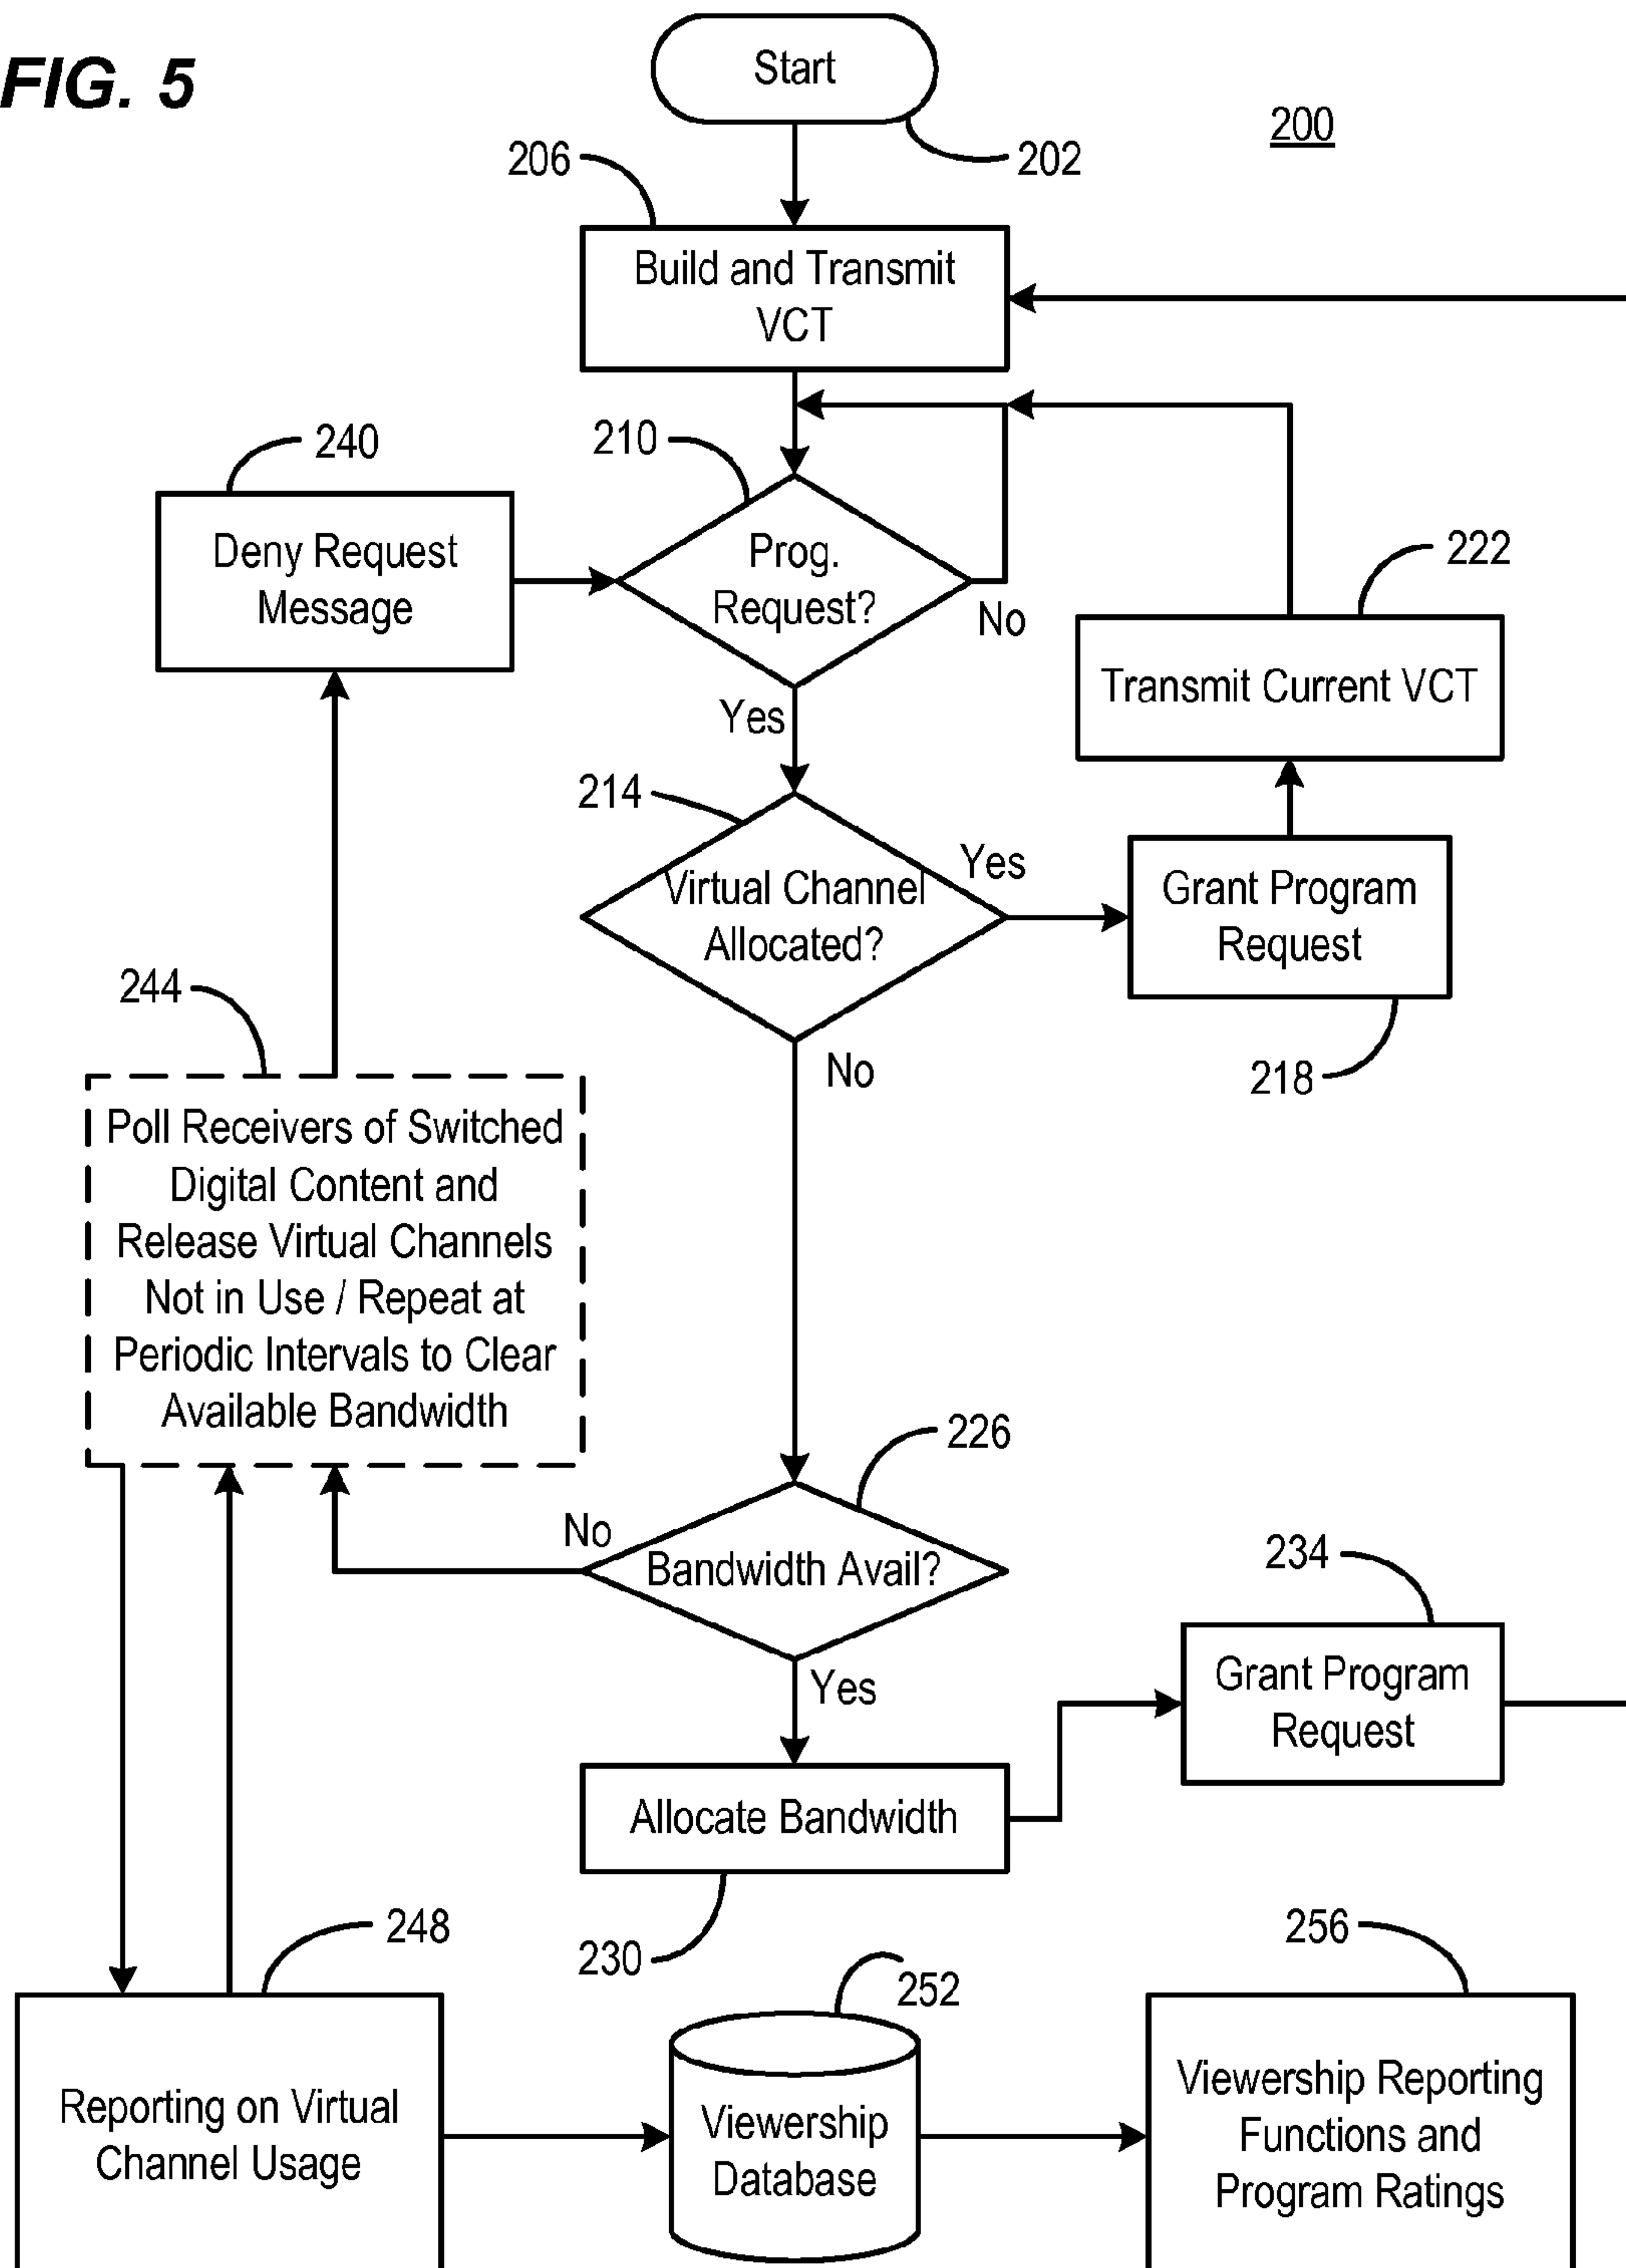 FIG. 5
Start
200
206
202
Build and Transmit
VCT
240
210
Deny Request
Message
Prog.
Request?
No
222
Transmit Current VCT
Yes
214
Virtual Channel
Allocated?
Yes
Grant Program
Request
244
No
218
Poll Receivers of Switched
Digital Content and
Release Virtual Channels
Not in Use / Repeat at
Periodic Intervals to Clear
Available Bandwidth
226
No
Bandwidth Avail?
234
Yes
Grant Program
Request
Allocate Bandwidth
248
230
252
256
Reporting on Virtual
Channel Usage
Viewership
Database
Viewership Reporting
Functions and
Program Ratings